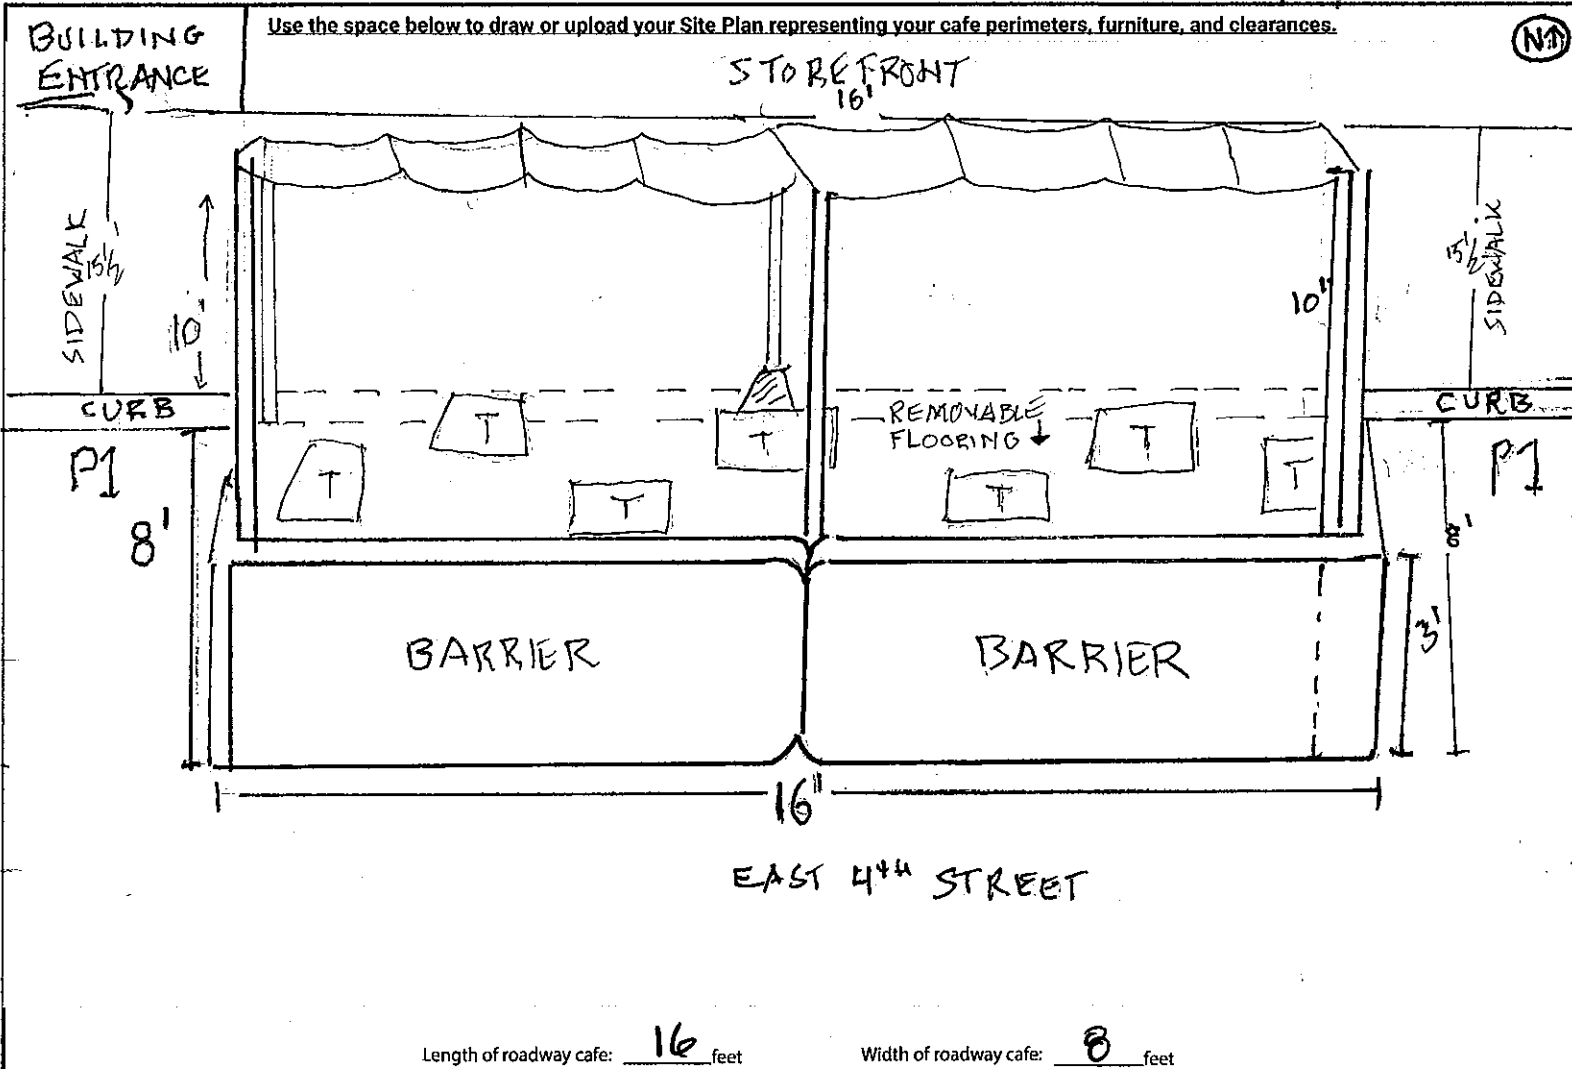 Use the space below to draw or upload your Site Plan representing your cafe perimeters, furniture, and clearances.
BUILDING
ENTRANCE
N↑
STOREFRONT
16'
SIDEWALK
15½'
10'
10"
15½'
SIDEWALK
CURB
CURB
REMOVABLE
FLOORING
T
T
T
T
T
T
T
P1
P1
8'
8'
3'
BARRIER
BARRIER
16"
EAST 4TH STREET
Length of roadway cafe: 16 feet
Width of roadway cafe: 8 feet